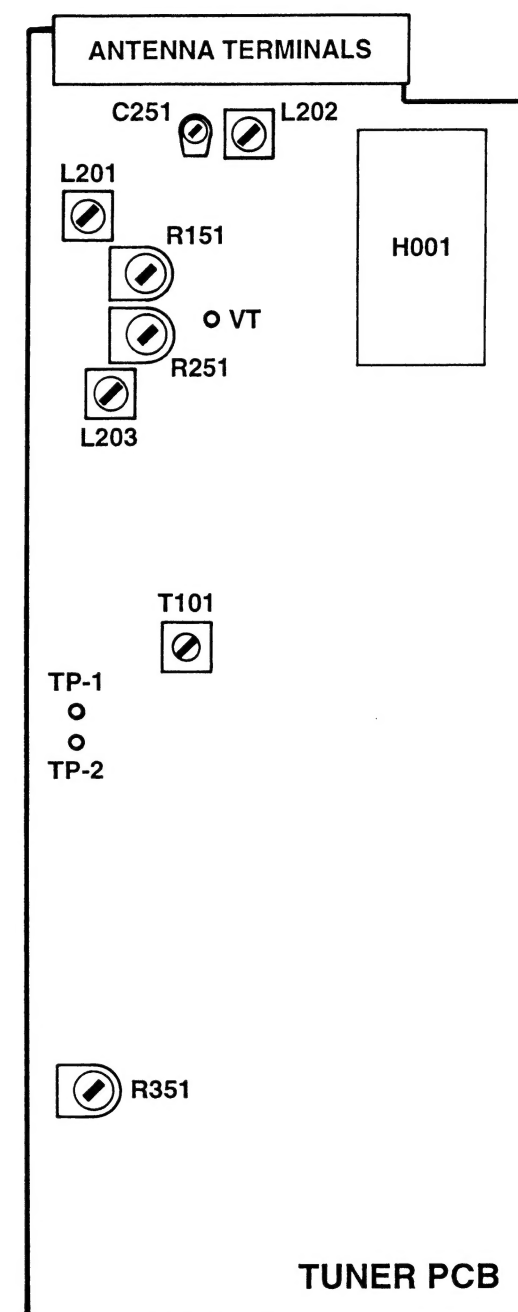 ANTENNA TERMINALS
C251
L202
L201
R151
H001
VT
R251
L203
T101
TP-1
TP-2
R351
TUNER PCB